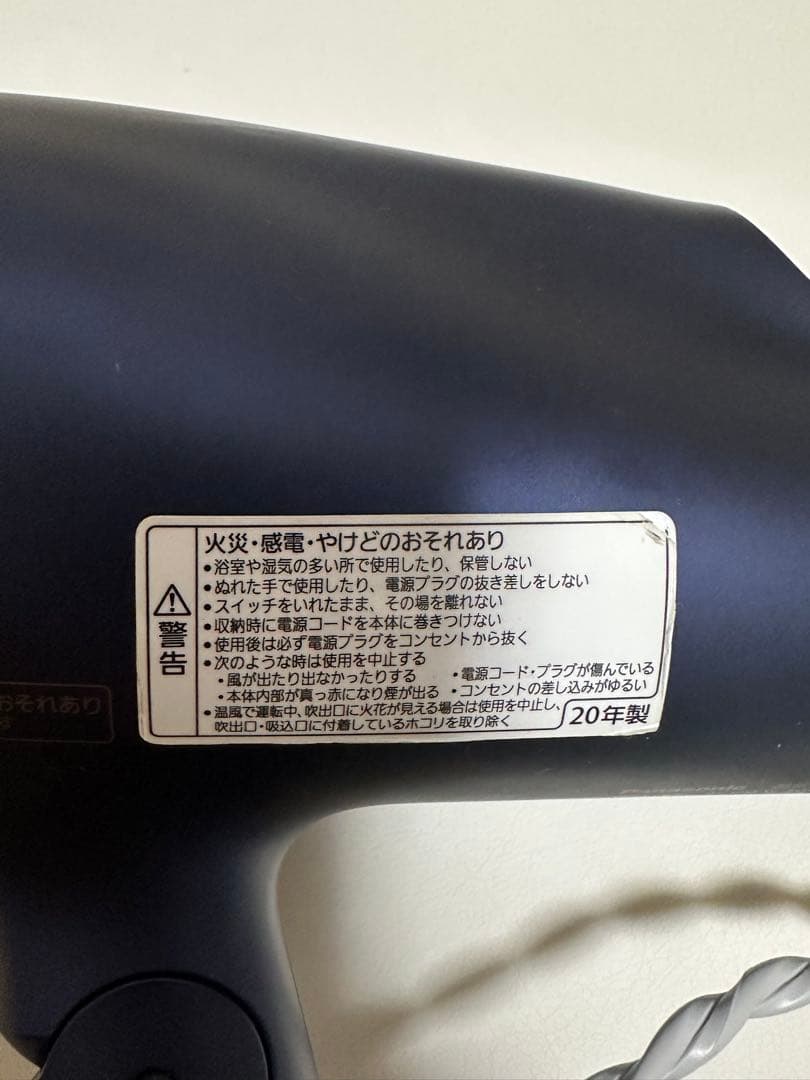 警告
火災・感電・やけどのおそれあり
•浴室や湿気の多い所で使用したり、保管しない
•ぬれた手で使用したり、電源プラグの抜き差しをしない
•スイッチをいれたまま、その場を離れない
•収納時に電源コードを本体に巻きつけない
•使用後は必ず電源プラグをコンセントから抜く
•次のような時は使用を中止する
・風が出たり出なかったりする ・電源コード・プラグが傷んでいる
・本体内部が真っ赤になり煙が出る ・コンセントの差し込みがゆるい
•温風で運転中、吹出口に火花が見える場合は使用を中止し、
吹出口・吸込口に付着しているホコリを取り除く
20年製
おそれあり
Panasonic